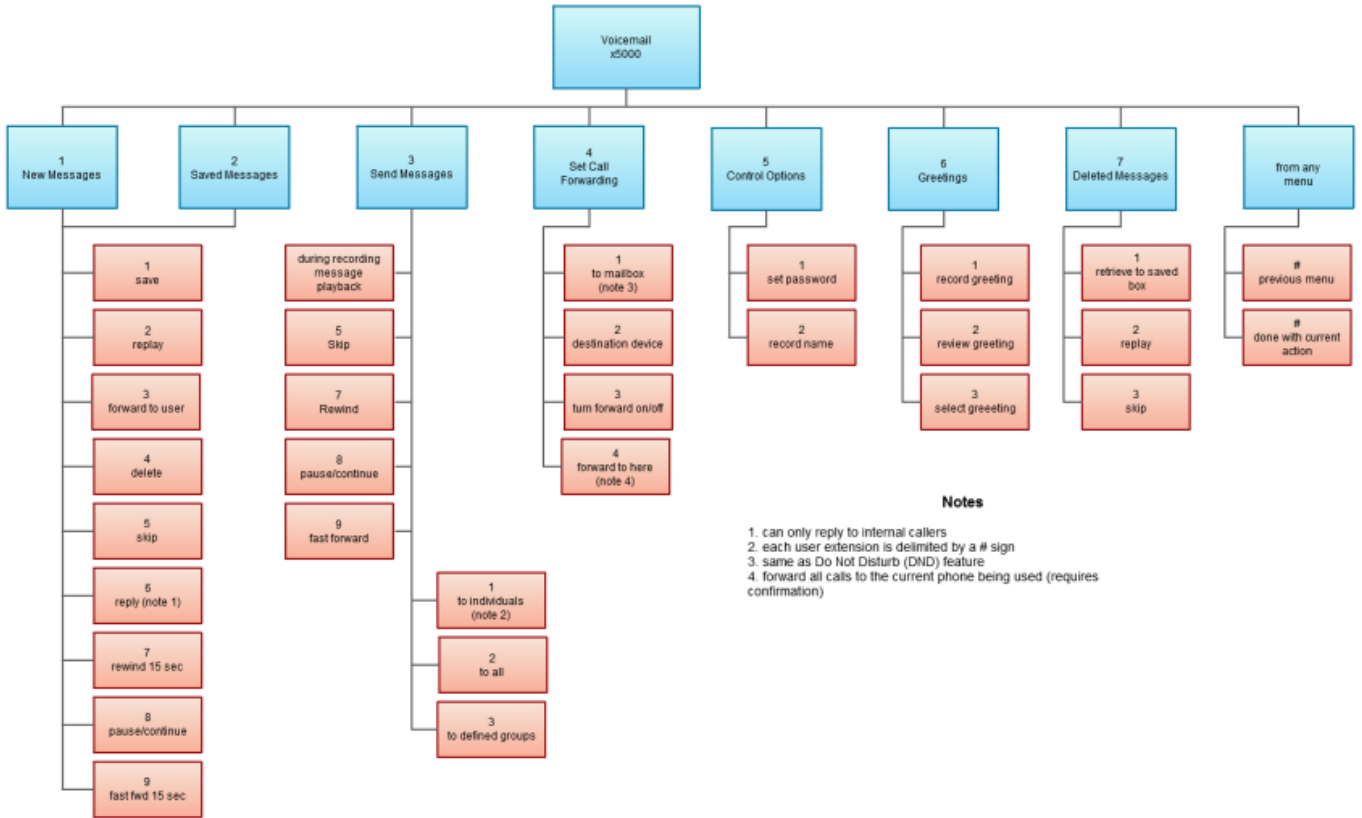 Voicemail
x5000
1
New Messages
2
Saved Messages
3
Send Messages
4
Set Call
Forwarding
5
Control Options
6
Greetings
7
Deleted Messages
from any
menu
1
save
2
replay
3
forward to user
4
delete
5
skip
6
reply (note 1)
7
rewind 15 sec
8
pause/continue
9
fast fwd 15 sec
during recording
message
playback
5
Skip
7
Rewind
8
pause/continue
9
fast forward
1
to individuals
(note 2)
2
to all
3
to defined groups
1
to mailbox
(note 3)
2
destination device
3
turn forward on/off
4
forward to here
(note 4)
1
set password
2
record name
1
record greeting
2
review greeting
3
select greeeting
1
retrieve to saved
box
2
replay
3
skip
#
previous menu
#
done with current
action
Notes
1. can only reply to internal callers
2. each user extension is delimited by a # sign
3. same as Do Not Disturb (DND) feature
4. forward all calls to the current phone being used (requires
confirmation)